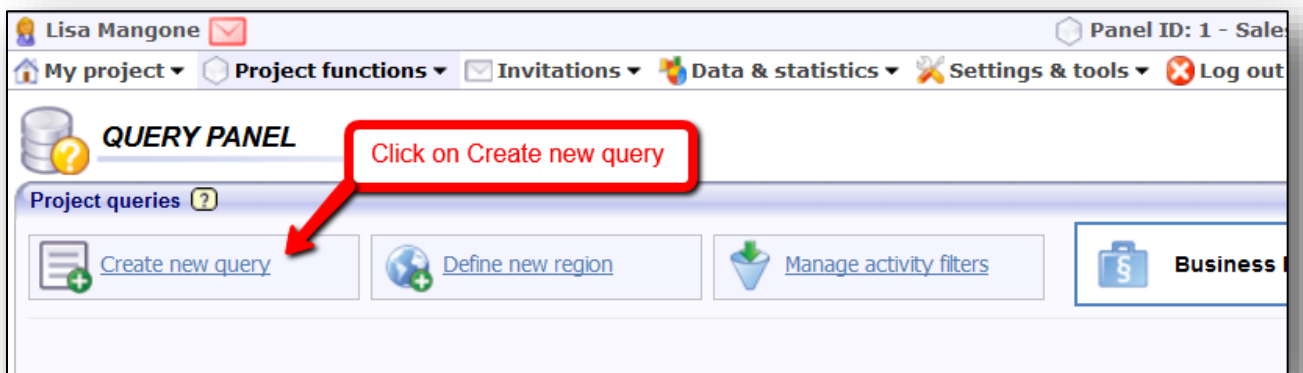 Lisa Mangone Panel ID: 1 - Sale
My project Project functions Invitations Data & statistics Settings & tools Log out
QUERY PANEL
Click on Create new query
Project queries ?
Create new query Define new region Manage activity filters § Business